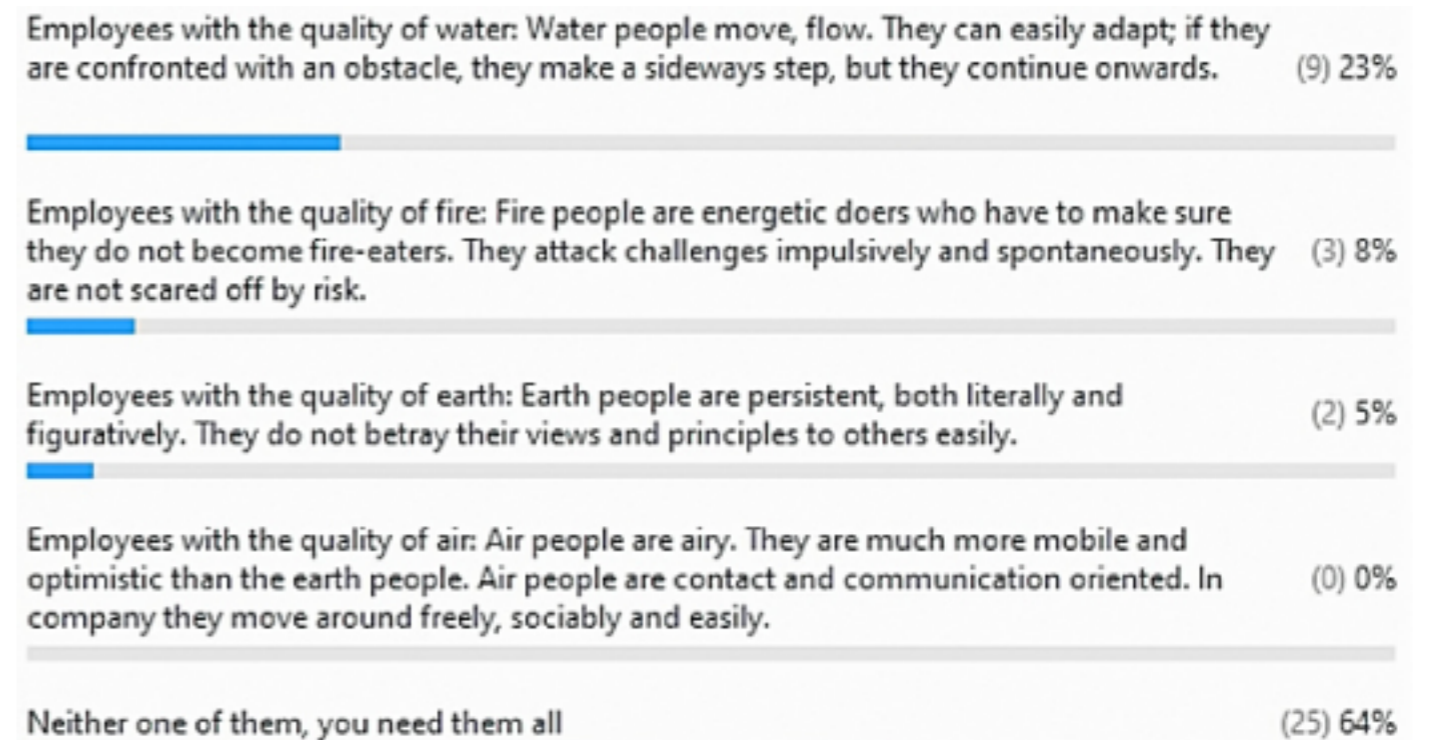 Employees with the quality of water: Water people move, flow. They can easily adapt; if they
are confronted with an obstacle, they make a sideways step, but they continue onwards.
(9) 23%
Employees with the quality of fire: Fire people are energetic doers who have to make sure
they do not become fire-eaters. They attack challenges impulsively and spontaneously. They
are not scared off by risk.
(3) 8%
Employees with the quality of earth: Earth people are persistent, both literally and
figuratively. They do not betray their views and principles to others easily.
(2) 5%
Employees with the quality of air: Air people are airy. They are much more mobile and
optimistic than the earth people. Air people are contact and communication oriented. In
company they move around freely, sociably and easily.
(0) 0%
Neither one of them, you need them all
(25) 64%